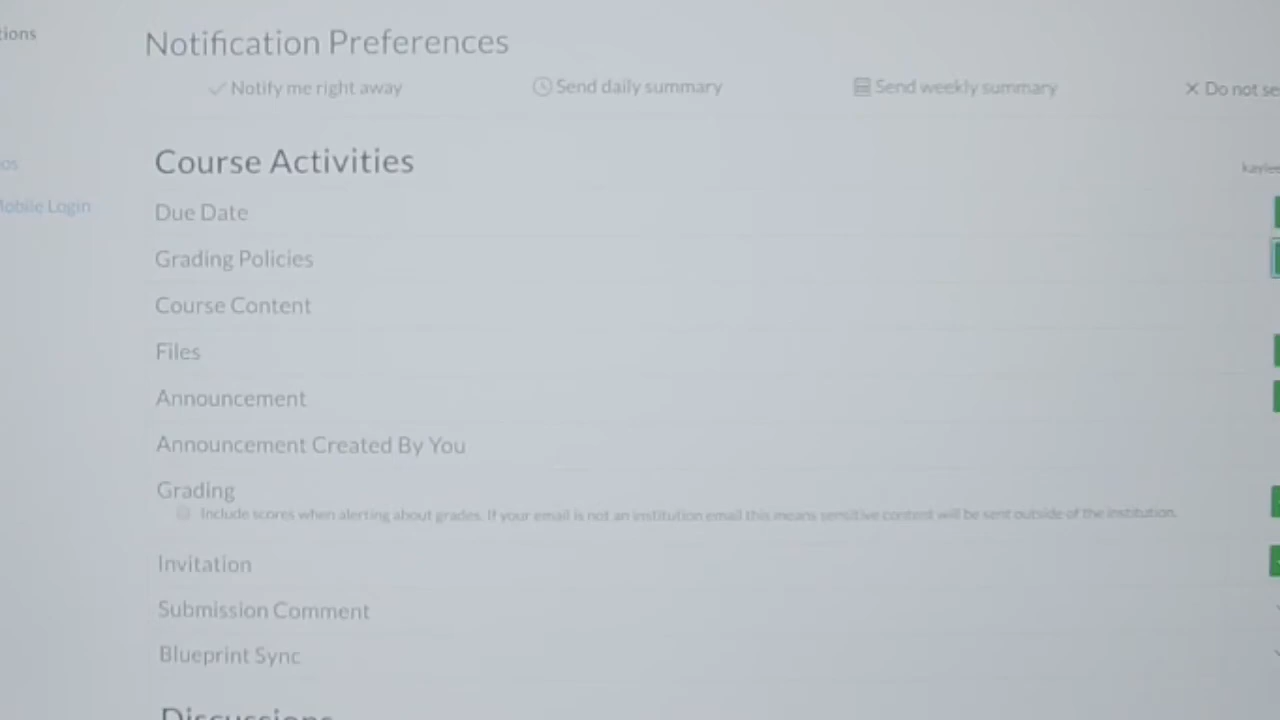 Notification Preferences
Notify me right away
Send daily summary
Send weekly summary
Do not se
Course Activities
Due Date
Mobile Login
Grading Policies
Course Content
Files
Announcement
Announcement Created By You
Grading
Include scores when alerting about grades. If your email is not an institution email this means sensitive content will be sent outside of the institution.
Invitation
Submission Comment
Blueprint Sync
Discussions